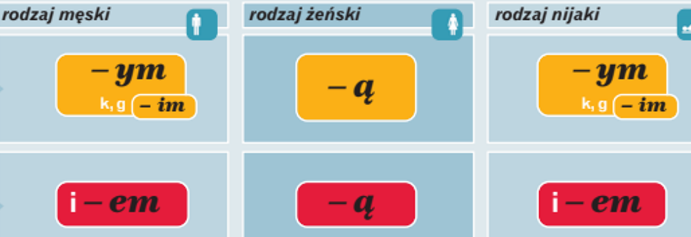 rodzaj męski rodzaj żeński rodzaj nijaki
– ym – ą – ym
k, g – im k, g – im
i – em – ą i – em